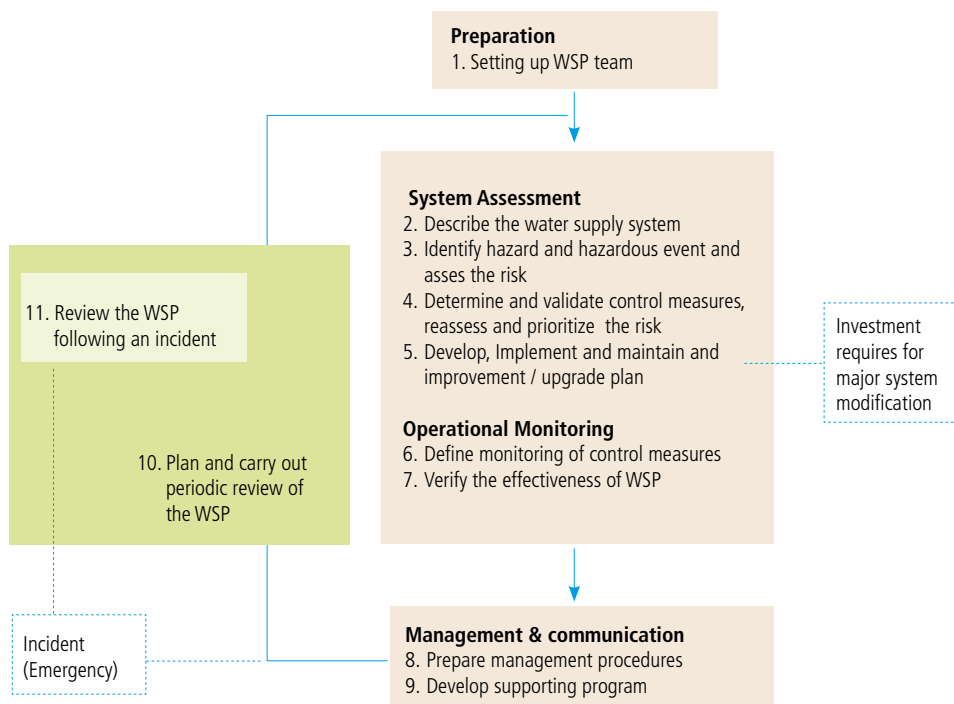 Preparation
1. Setting up WSP team
System Assessment
2. Describe the water supply system
3. Identify hazard and hazardous event and
asses the risk
4. Determine and validate control measures,
reassess and prioritize the risk
5. Develop, Implement and maintain and
improvement / upgrade plan
Operational Monitoring
6. Define monitoring of control measures
7. Verify the effectiveness of WSP
Investment
requires for
major system
modification
Management & communication
8. Prepare management procedures
9. Develop supporting program
10. Plan and carry out
periodic review of
the WSP
11. Review the WSP
following an incident
Incident
(Emergency)